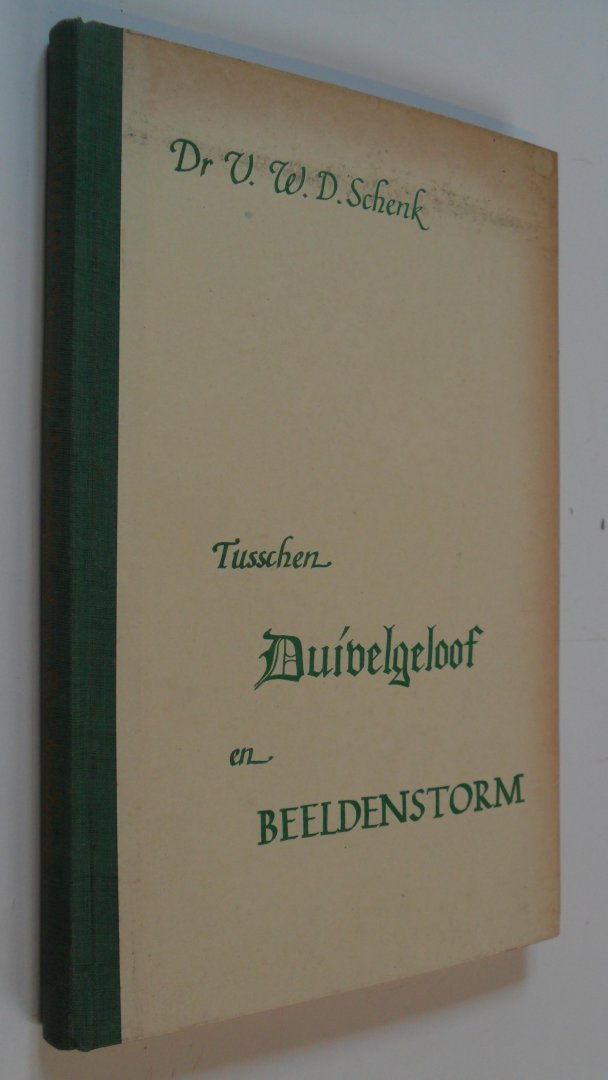 Dr V. W. D. Schenk
Tusschen
Duivelgeloof
en
BEELDENSTORM